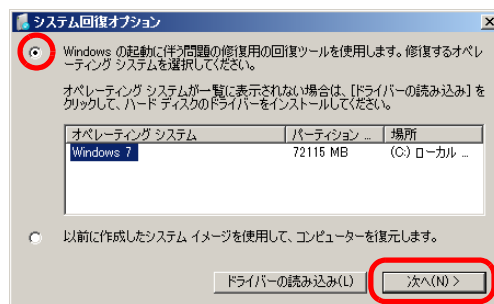 システム回復オプション
Windows の起動に伴う問題の修復用の回復ツールを使用します。修復するオペレ
ーティング システムを選択してください。
オペレーティング システムが一覧に表示されない場合は、[ドライバーの読み込み] を
クリックして、ハード ディスクのドライバーをインストールしてください。
オペレーティング システム パーティション ... 場所
Windows 7 72115 MB (C:) ローカル ...
以前に作成したシステム イメージを使用して、コンピューターを復元します。
ドライバーの読み込み(L) 次へ(N) >